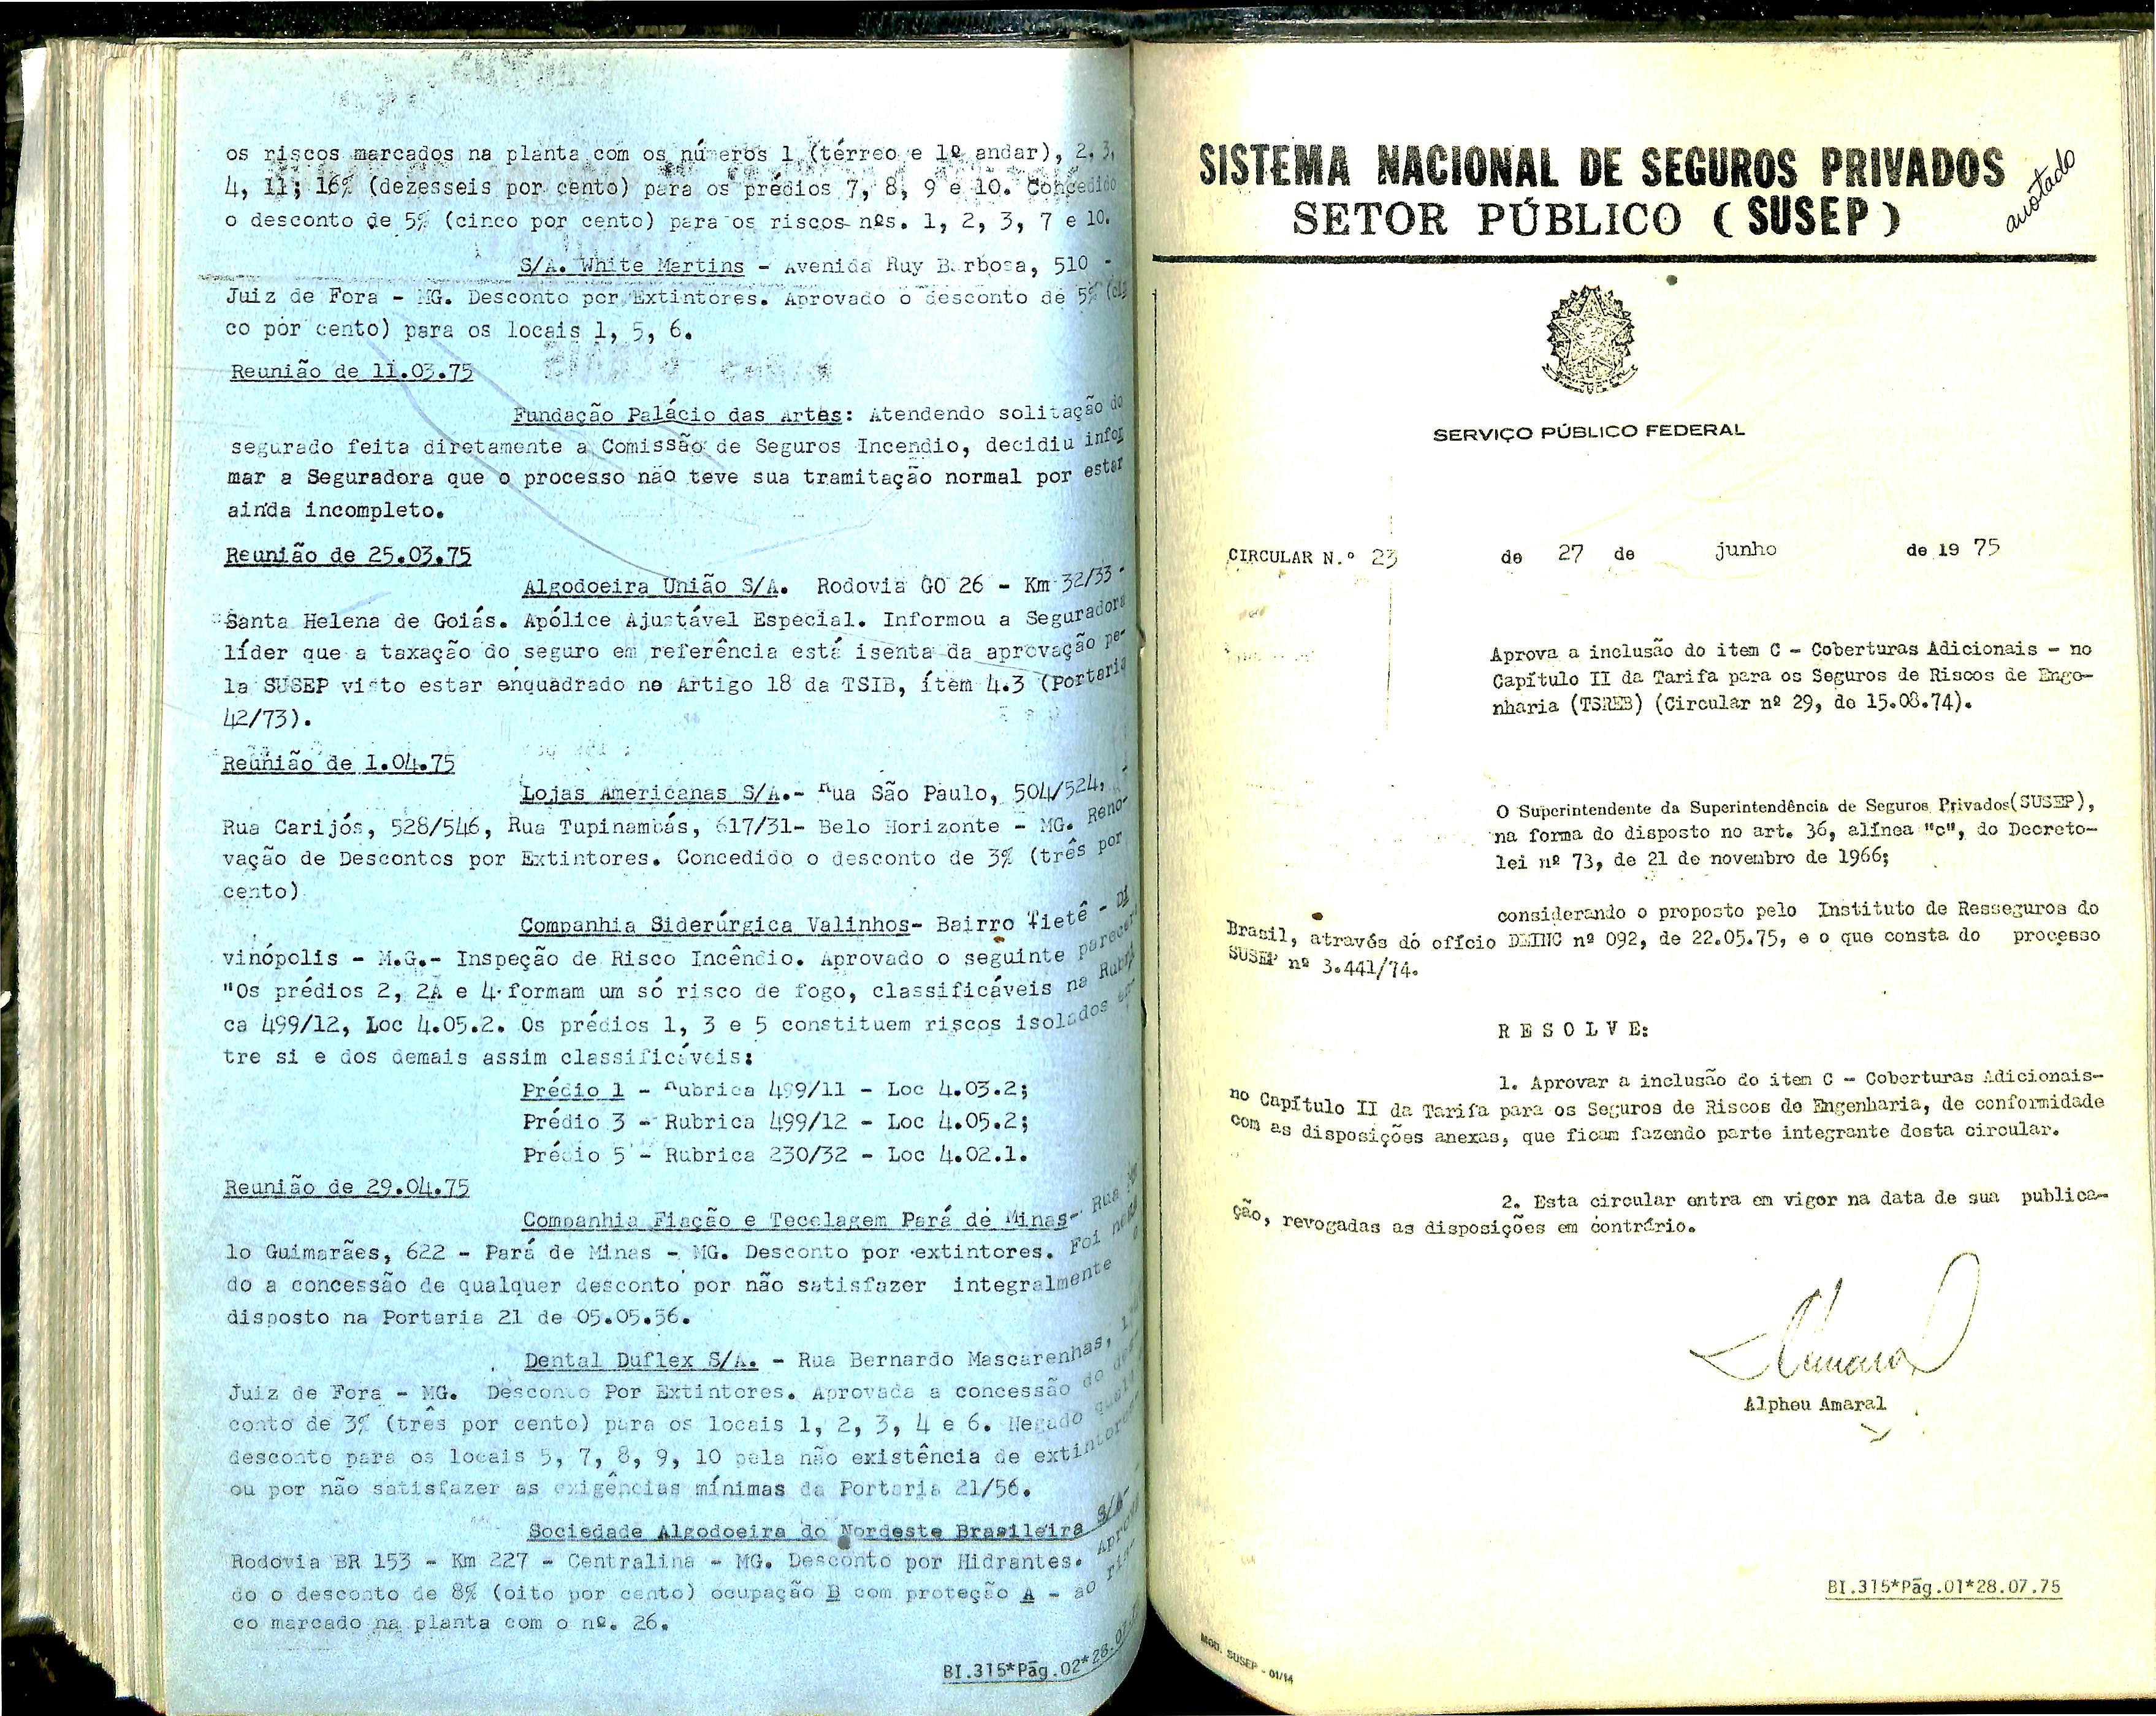 os riscos marcados na planta com os números 1 (térreo e 1º andar), 2, 3,
4, 11; 16% (dezesseis por cento) para os prédios 7, 8, 9 e 10. Concedido
o desconto de 5% (cinco por cento) para os riscos nºs. 1, 2, 3, 7 e 10.
S/A. White Martins - Avenida Ruy Barbosa, 510 -
Juiz de Fora - MG. Desconto por Extintores. Aprovado o desconto de 5% (cin
co por cento) para os locais 1, 5, 6.
Reunião de 11.03.75
Fundação Palácio das Artes: Atendendo solitação do
segurado feita diretamente a Comissão de Seguros Incendio, decidiu infor
mar a Seguradora que o processo não teve sua tramitação normal por estar
ainda incompleto.
Reunião de 25.03.75
Algodoeira União S/A. Rodovia GO 26 - Km 32/33 -
Santa Helena de Goiás. Apólice Ajustável Especial. Informou a Seguradora
líder que a taxação do seguro em referência está isenta da aprovação pe-
la SUSEP visto estar enquadrado no Artigo 18 da TSIB, ítem 4.3 (Portaria
42/73).
Reunião de 1.04.75
Lojas Americanas S/A.- Rua São Paulo, 504/524, -
Rua Carijós, 528/546, Rua Tupinambás, 617/31- Belo Horizonte - MG. Reno-
vação de Descontos por Extintores. Concedido o desconto de 3% (três por
cento)
Companhia Siderúrgica Valinhos- Bairro Tietê - Di
vinópolis - M.G.- Inspeção de Risco Incêndio. Aprovado o seguinte parecer
"Os prédios 2, 2A e 4 formam um só risco de fogo, classificáveis na Rubri
ca 499/12, Loc 4.05.2. Os prédios 1, 3 e 5 constituem riscos isolados en-
tre si e dos demais assim classificáveis:
Prédio 1 - Rubrica 499/11 - Loc 4.03.2;
Prédio 3 - Rubrica 499/12 - Loc 4.05.2;
Prédio 5 - Rubrica 230/32 - Loc 4.02.1.
Reunião de 29.04.75
Companhia Fiação e Tecelagem Pará de Minas- Rua
lo Guimarães, 622 - Pará de Minas - MG. Desconto por extintores. Foi nega
do a concessão de qualquer desconto por não satisfazer integralmente o
disposto na Portaria 21 de 05.05.56.
Dental Duflex S/A. - Rua Bernardo Mascarenhas,
Juiz de Fora - MG. Desconto Por Extintores. Aprovada a concessão do des
conto de 3% (três por cento) para os locais 1, 2, 3, 4 e 6. Negado qualq
desconto para os locais 5, 7, 8, 9, 10 pela não existência de extintores
ou por não satisfazer as exigências mínimas da Portaria 21/56.
Sociedade Algodoeira do Nordeste Brasileira S/A-
Rodovia BR 153 - Km 227 - Centralina - MG. Desconto por Hidrantes. Aprova
do o desconto de 8% (oito por cento) ocupação B com proteção A - ao ris-
co marcado na planta com o nº. 26.
BI.315*Pãg.02*28.07
SISTEMA NACIONAL DE SEGUROS PRIVADOS
SETOR PÚBLICO (SUSEP)
anotado
SERVIÇO PÚBLICO FEDERAL
CIRCULAR N.º 23 de 27 de junho de 19 75
Aprova a inclusão do item C - Coberturas Adicionais - no
Capítulo II da Tarifa para os Seguros de Riscos de Enge-
nharia (TSREB) (Circular nº 29, de 15.08.74).
O Superintendente da Superintendência de Seguros Privados(SUSEP),
na forma do disposto no art. 36, alínea "c", do Decreto-
lei nº 73, de 21 de novembro de 1966;
considerando o proposto pelo Instituto de Resseguros do
Brasil, através do ofício DEINC nº 092, de 22.05.75, e o que consta do processo
SUSEP nº 3.441/74.
R E S O L V E:
1. Aprovar a inclusão do item C - Coberturas Adicionais-
no Capítulo II da Tarifa para os Seguros de Riscos de Engenharia, de conformidade
com as disposições anexas, que ficam fazendo parte integrante desta circular.
2. Esta circular entra em vigor na data de sua publica-
ção, revogadas as disposições em contrário.
Alpheu Amaral
BI.315*Pãg.01*28.07.75
MOD. SUSEP - 01/14